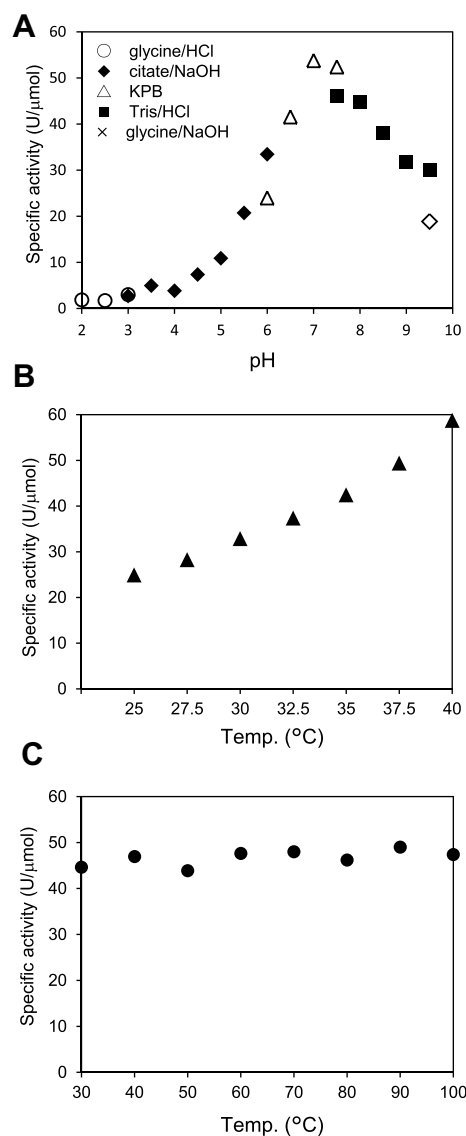 A
Specific activity (U/μmol)
60
50
40
30
20
10
0
glycine/HCl
citate/NaOH
KPB
Tris/HCl
glycine/NaOH
2 3 4 5 6 7 8 9 10
pH
B
Specific activity (U/μmol)
60
50
40
30
20
10
0
25 27.5 30 32.5 35 37.5 40
Temp. (°C)
C
Specific activity (U/μmol)
60
50
40
30
20
10
0
30 40 50 60 70 80 90 100
Temp. (°C)